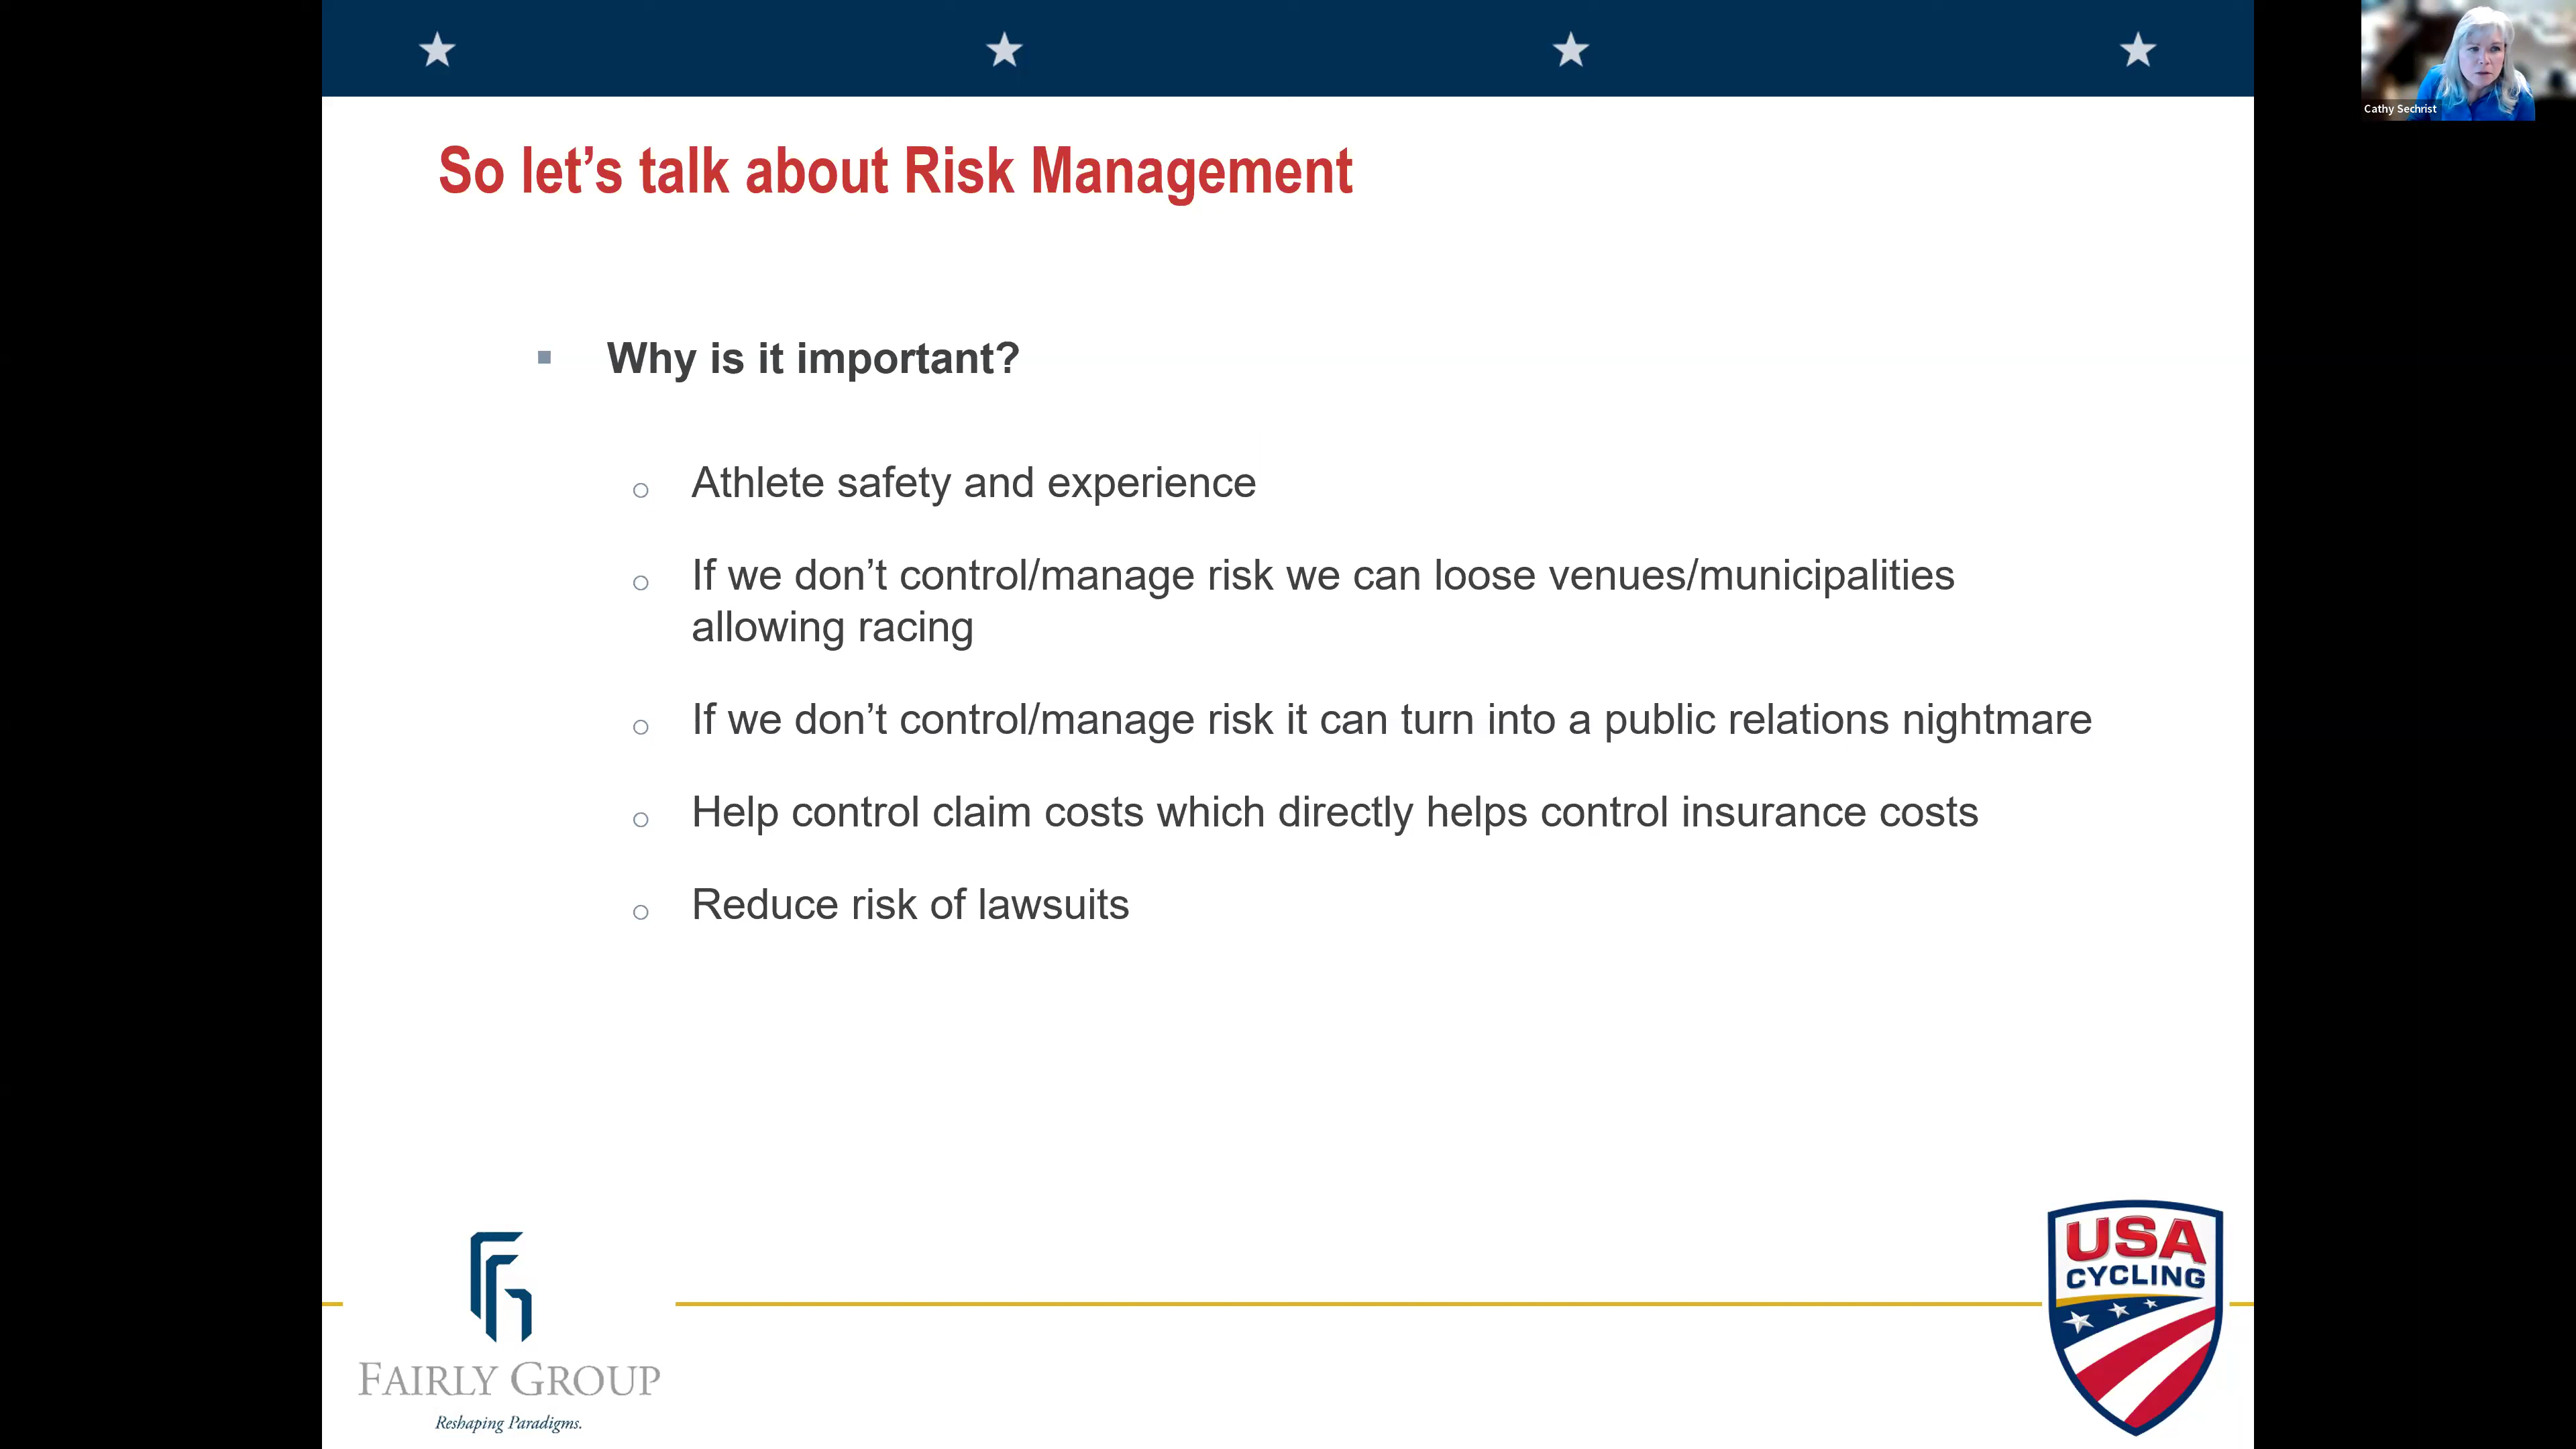 Cathy Sechrist
So let’s talk about Risk Management
Why is it important?
Athlete safety and experience
If we don’t control/manage risk we can loose venues/municipalities
allowing racing
If we don’t control/manage risk it can turn into a public relations nightmare
Help control claim costs which directly helps control insurance costs
Reduce risk of lawsuits
FAIRLY GROUP
Reshaping Paradigms.
USA
CYCLING